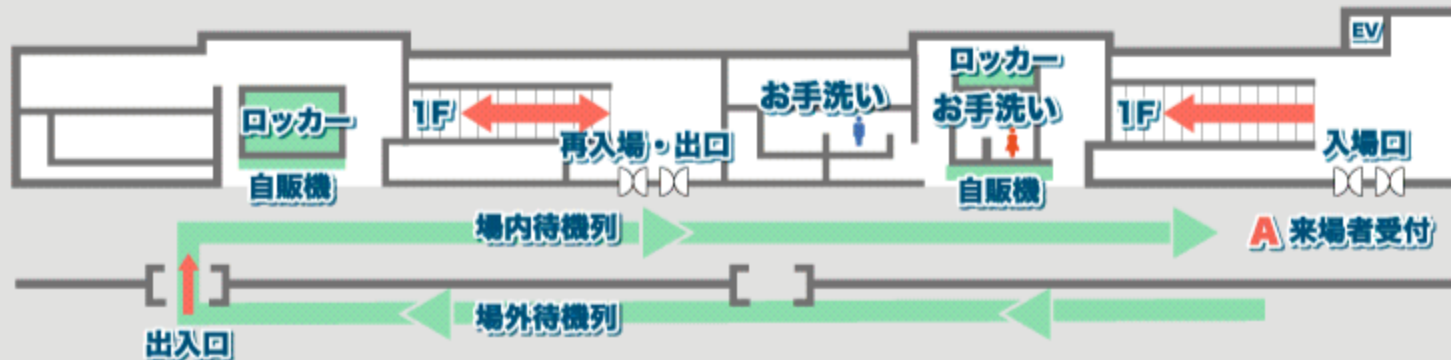 EV
ロッカー
お手洗い
お手洗い
ロッカー
1F
1F
再入場・出口
入場口
自販機
自販機
場内待機列
A 来場者受付
場外待機列
出入口